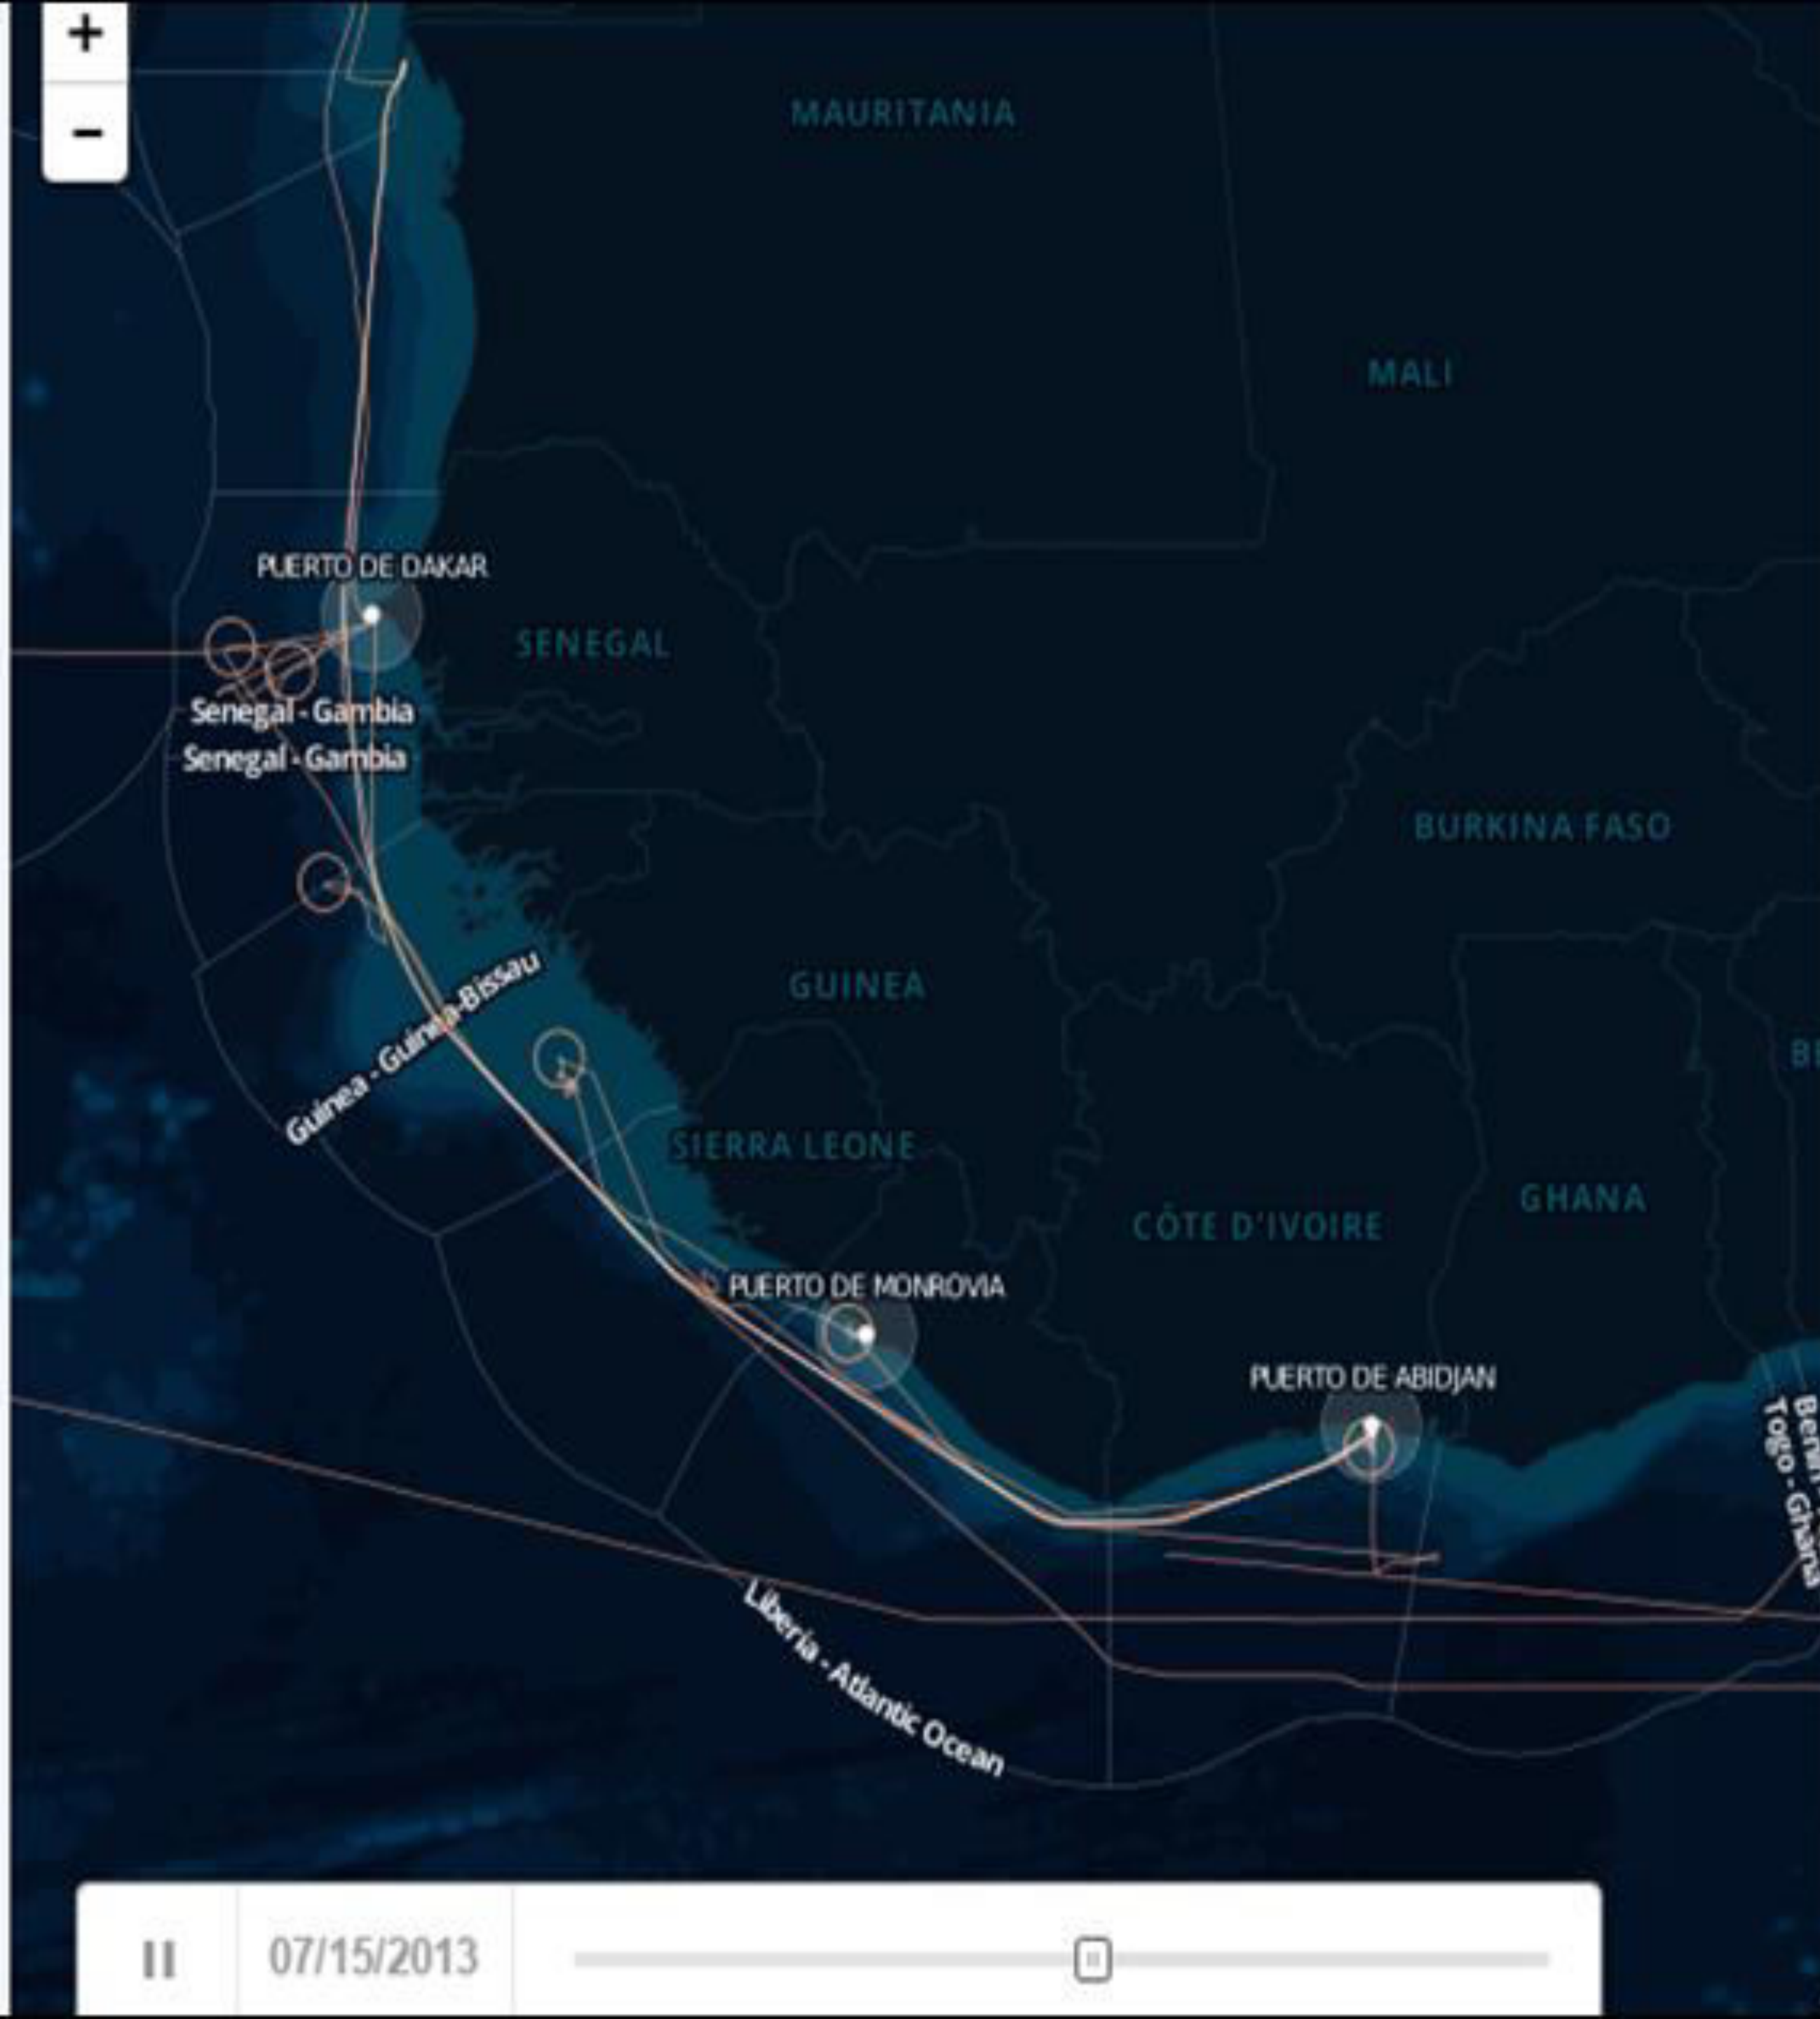 +
MAURITANIA
−
MALI
PUERTO DE DAKAR
SENEGAL
Senegal - Gambia
Senegal - Gambia
BURKINA FASO
Guinea - Guinea-Bissau
GUINEA
SIERRA LEONE
GHANA
CÔTE D'IVOIRE
PUERTO DE MONROVIA
PUERTO DE ABIDJAN
Togo - Ghana
Liberia - Atlantic Ocean
07/15/2013